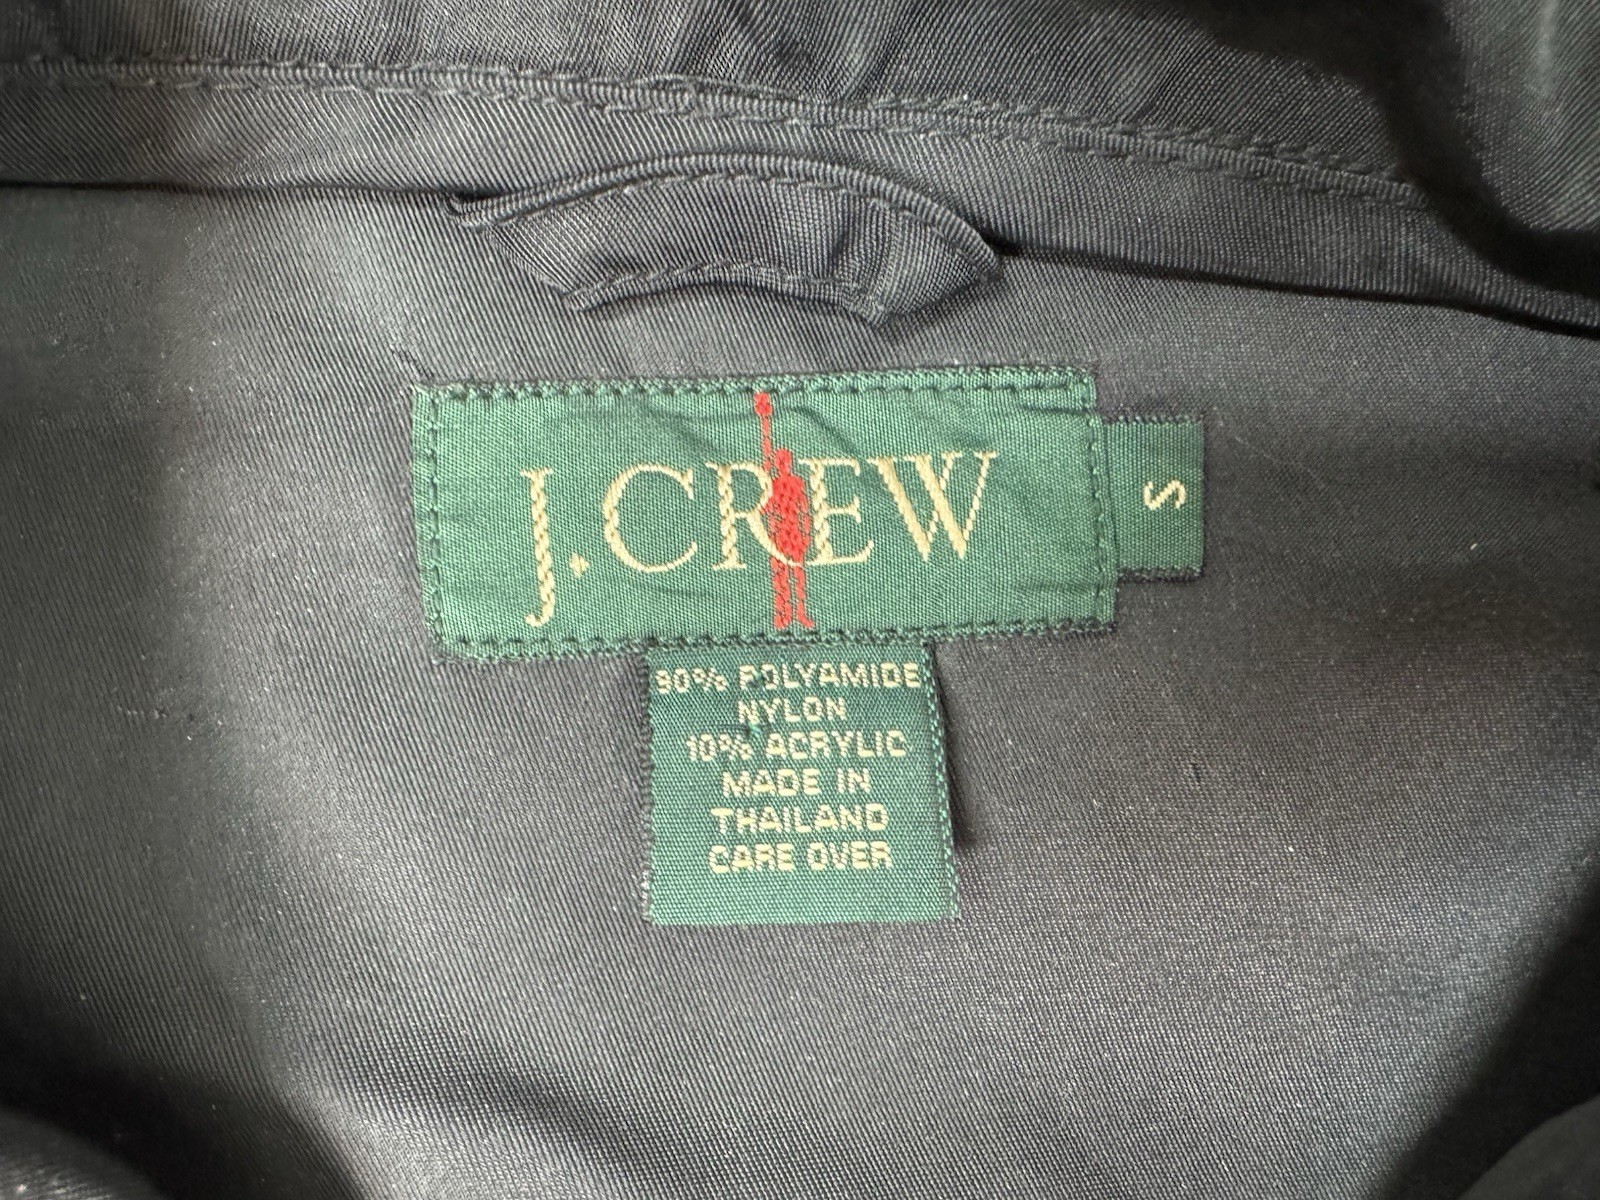 J.CREW
S
90% POLYAMIDE
NYLON
10% ACRYLIC
MADE IN
THAILAND
CARE OVER